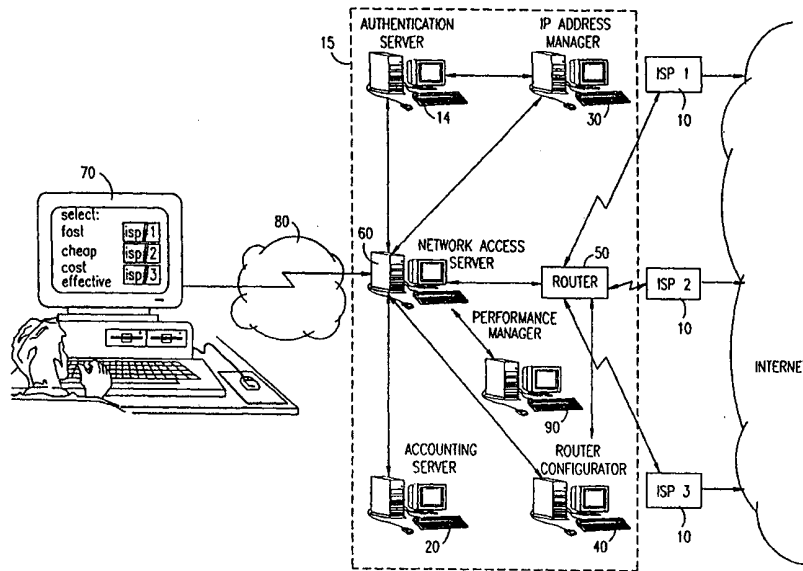 AUTHENTICATION
SERVER
IP ADDRESS
MANAGER
15
14
30
ISP 1
10
70
select:
fast
cheap
cost
effective
isp#1
isp#2
isp#3
80
60
NETWORK ACCESS
SERVER
50
ROUTER
ISP 2
10
PERFORMANCE
MANAGER
90
INTERNET
ACCOUNTING
SERVER
20
ROUTER
CONFIGURATOR
40
ISP 3
10